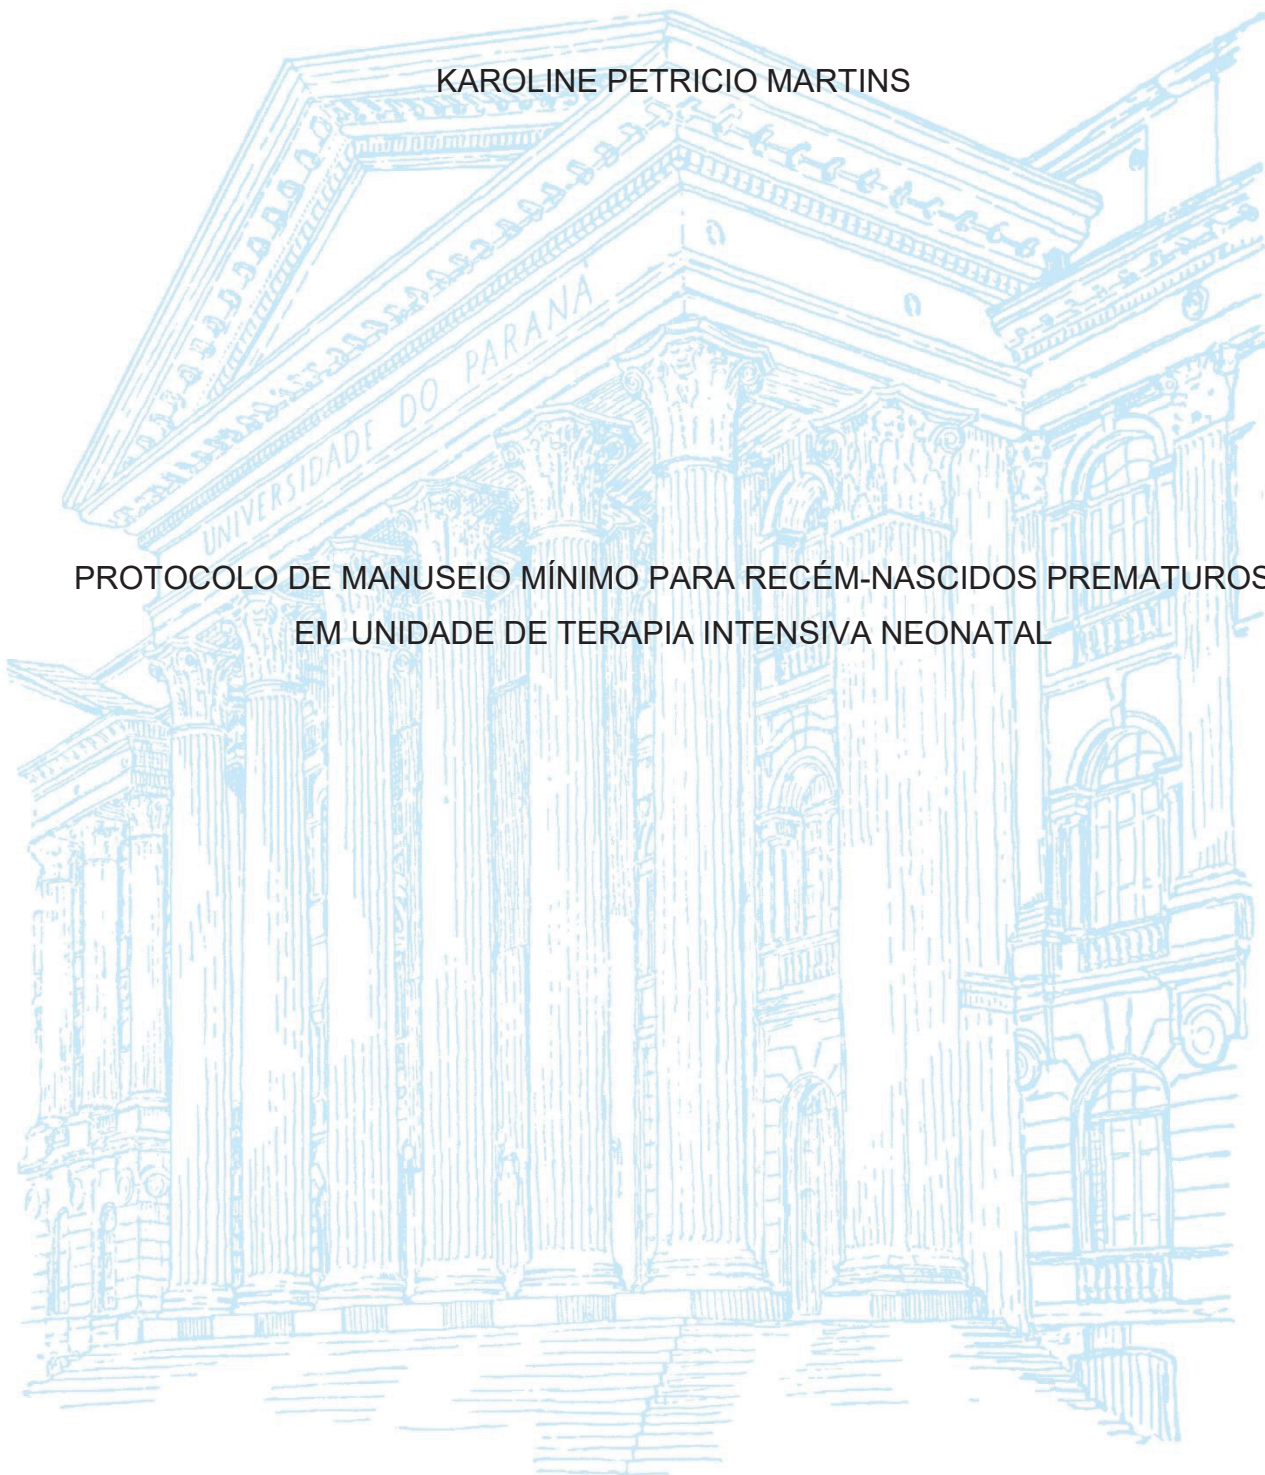 KAROLINE PETRICIO MARTINS
UNIVERSIDADE DO PARANÁ
PROTOCOLO DE MANUSEIO MÍNIMO PARA RECÉM-NASCIDOS PREMATUROS
EM UNIDADE DE TERAPIA INTENSIVA NEONATAL